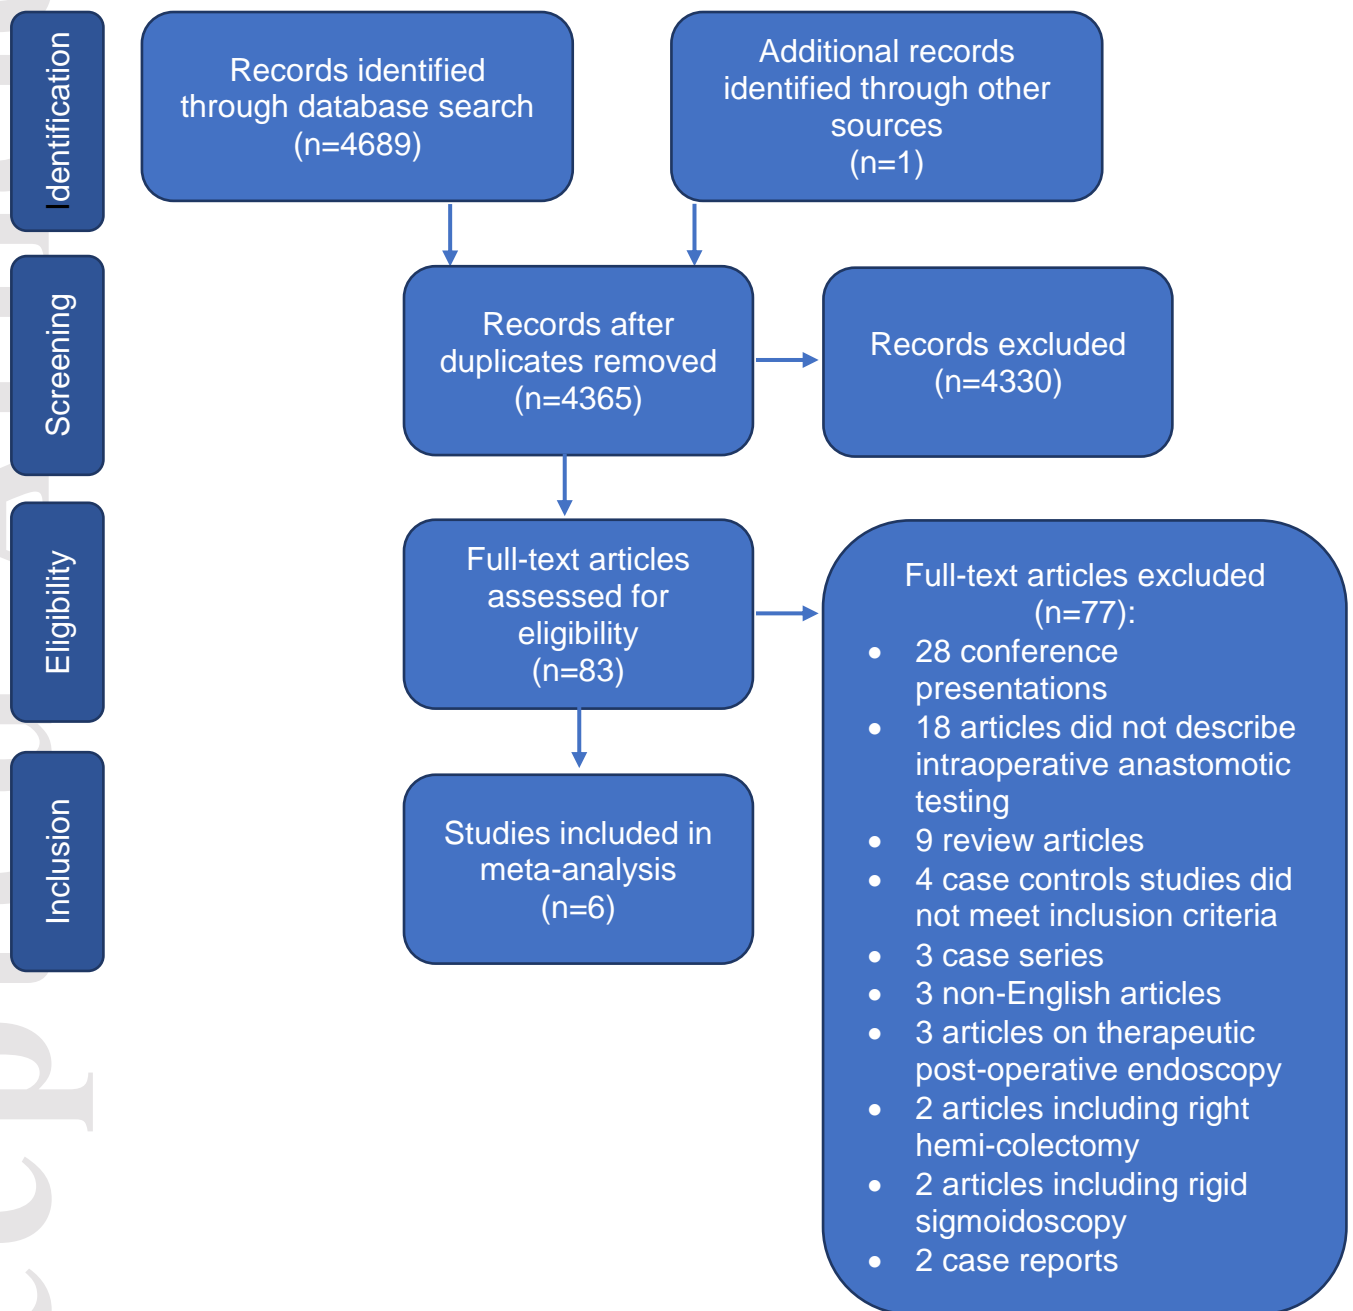 Identification
Records identified
through database search
(n=4689)
Additional records
identified through other
sources
(n=1)
Screening
Records after
duplicates removed
(n=4365)
Records excluded
(n=4330)
Eligibility
Full-text articles
assessed for
eligibility
(n=83)
Full-text articles excluded
(n=77):
• 28 conference
presentations
• 18 articles did not describe
intraoperative anastomotic
testing
• 9 review articles
• 4 case controls studies did
not meet inclusion criteria
• 3 case series
• 3 non-English articles
• 3 articles on therapeutic
post-operative endoscopy
• 2 articles including right
hemi-colectomy
• 2 articles including rigid
sigmoidoscopy
• 2 case reports
Inclusion
Studies included in
meta-analysis
(n=6)